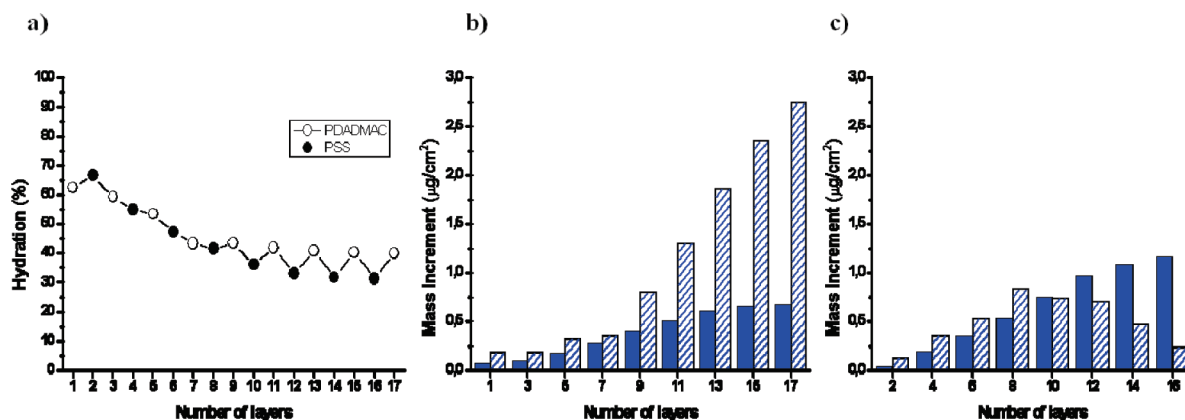 a)
b)
c)
Hydration (%)
100
90
80
70
60
50
40
30
20
10
0
PDADMAC
PSS
1 2 3 4 5 6 7 8 9 10 11 12 13 14 15 16 17
Number of layers
Mass Increment (µg/cm²)
3,0
2,5
2,0
1,5
1,0
0,5
0,0
1 3 5 7 9 11 13 15 17
Number of layers
Mass Increment (µg/cm²)
3,0
2,5
2,0
1,5
1,0
0,5
0,0
2 4 6 8 10 12 14 16
Number of layers